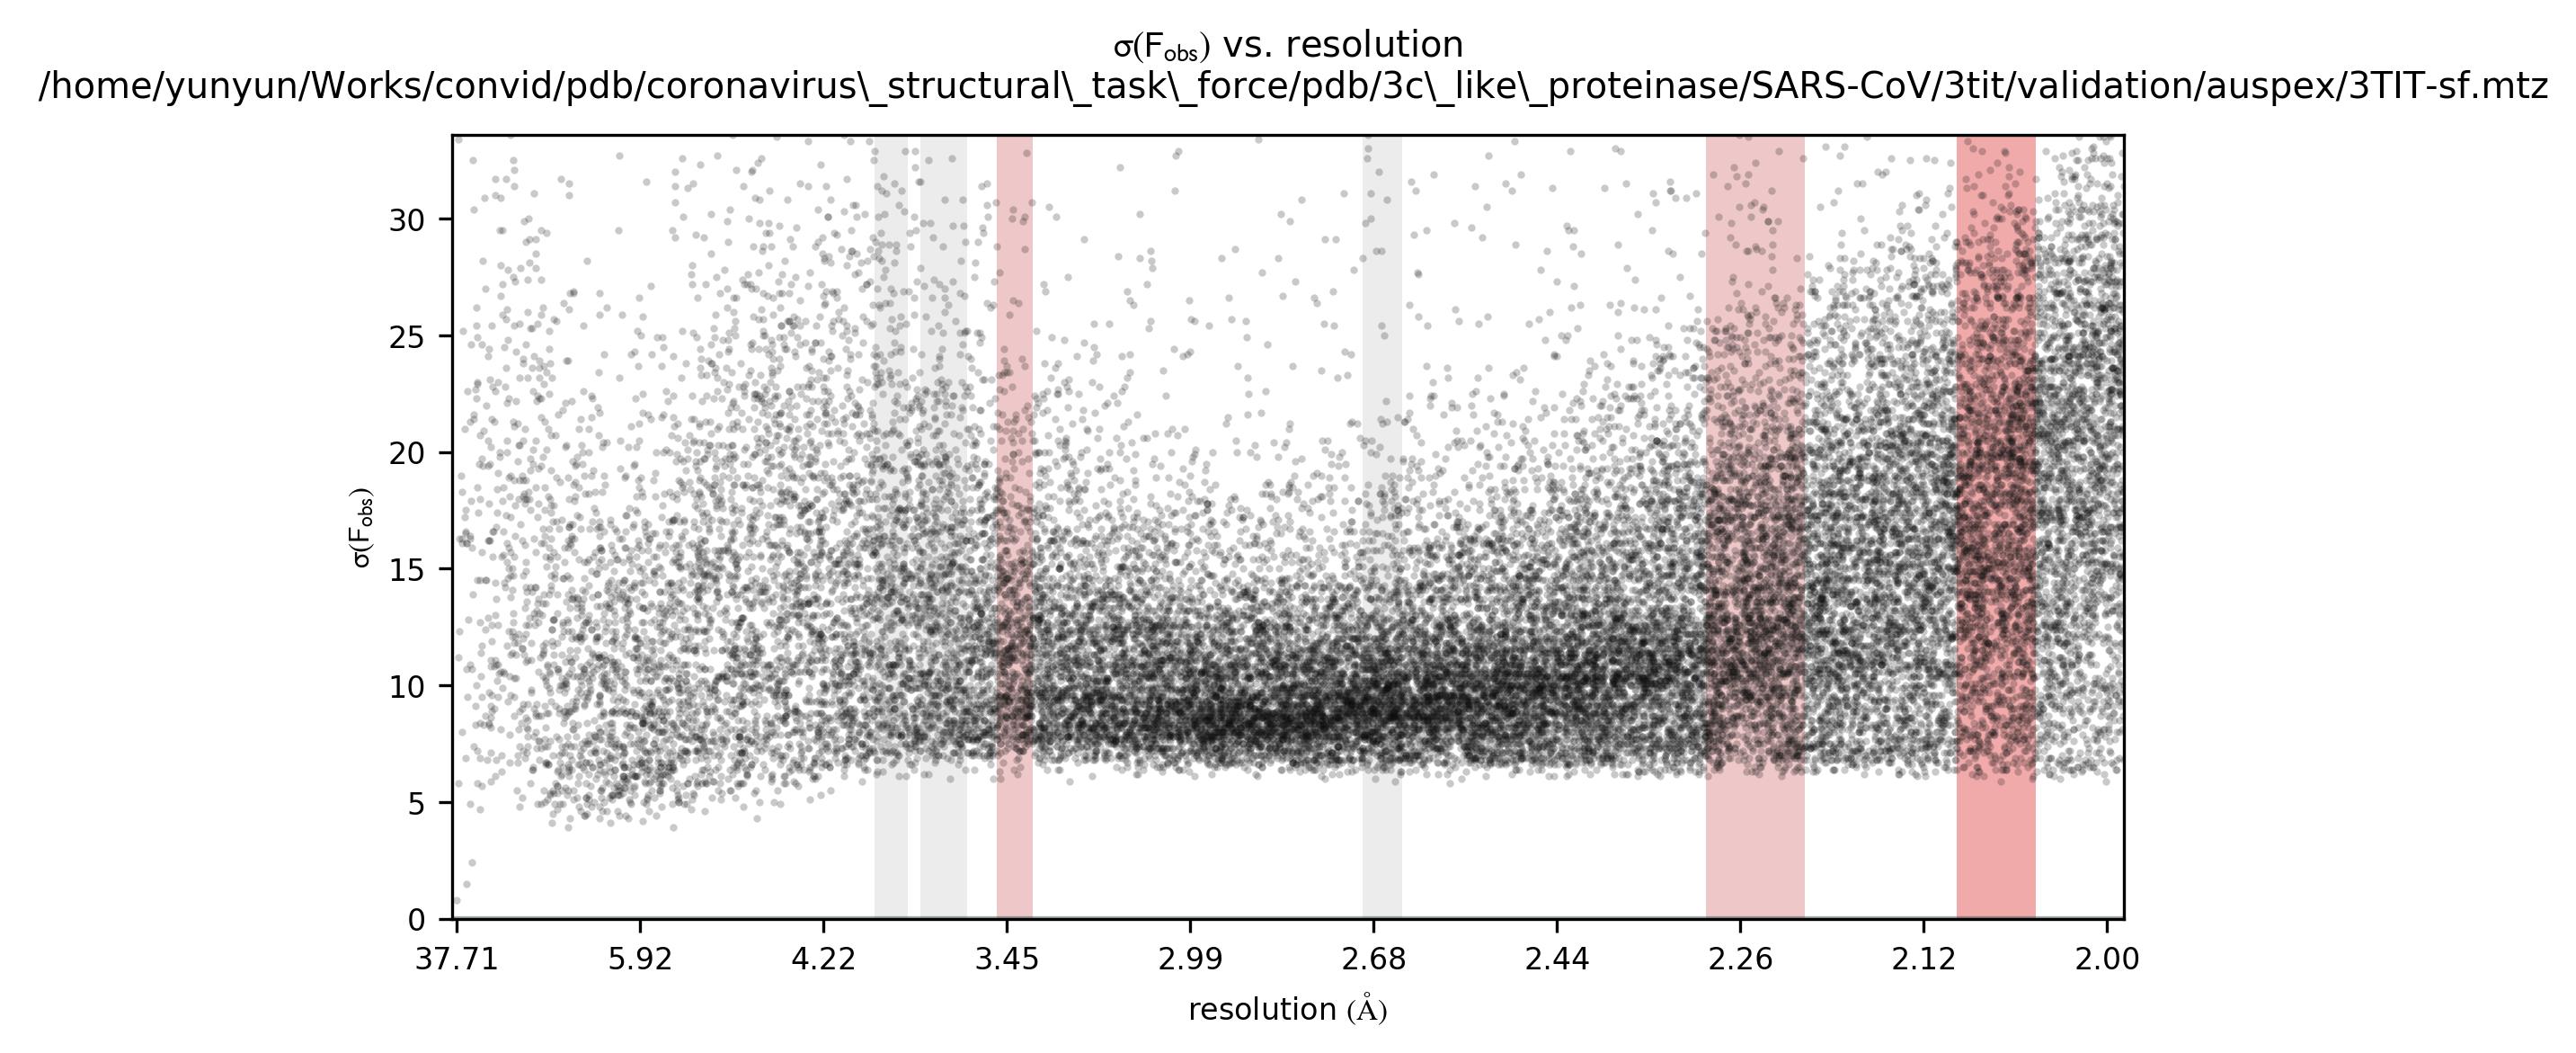 σ(F_obs) vs. resolution
/home/yunyun/Works/convid/pdb/coronavirus\_structural\_task\_force/pdb/3c\_like\_proteinase/SARS-CoV/3tit/validation/auspex/3TIT-sf.mtz
σ(F_obs)
30
25
20
15
10
5
0
37.71 5.92 4.22 3.45 2.99 2.68 2.44 2.26 2.12 2.00
resolution (Å)